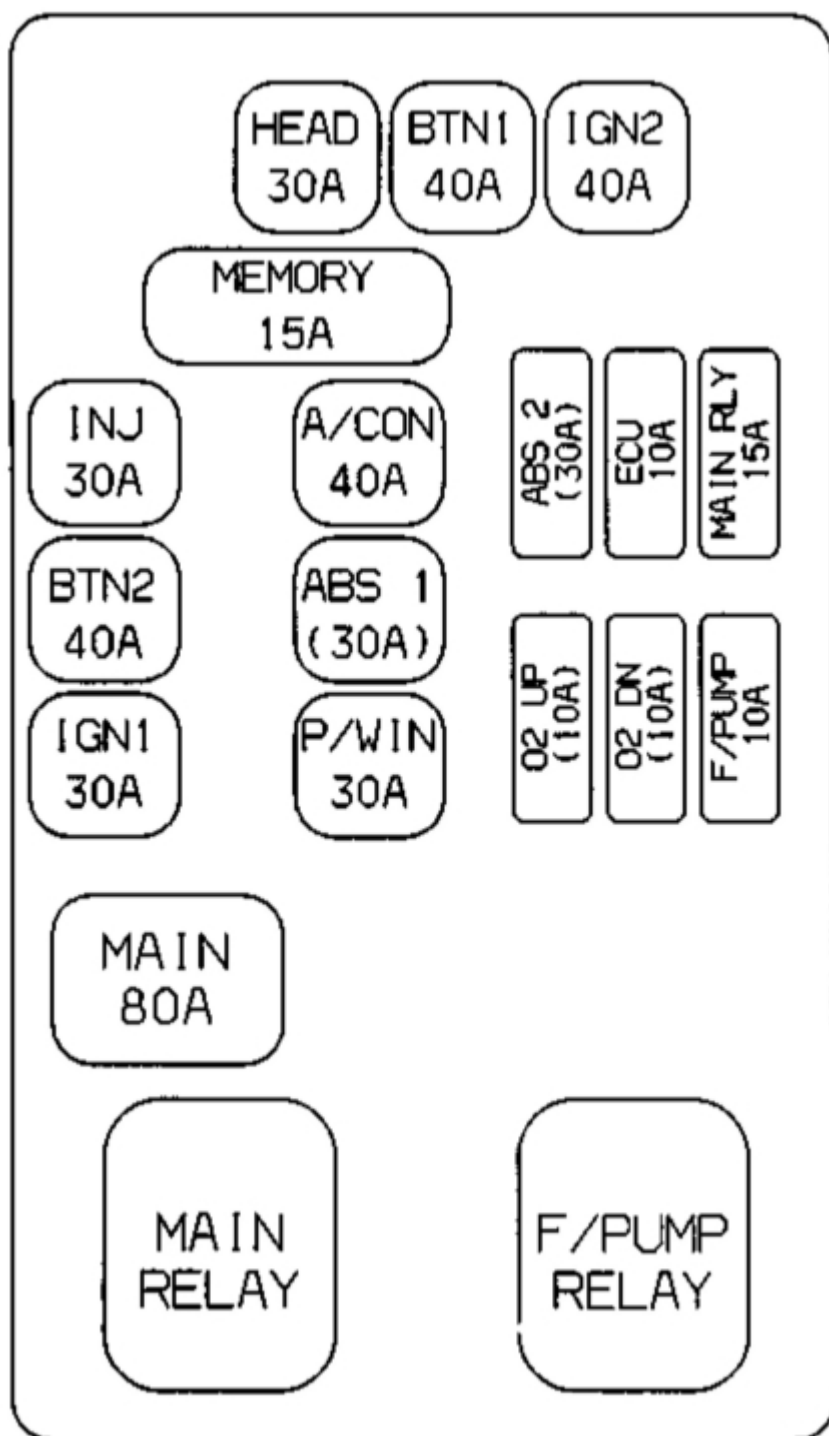 HEAD
30A
BTN1
40A
IGN2
40A
MEMORY
15A
INJ
30A
A/CON
40A
ABS 2
(30A)
ECU
10A
MAIN RLY
15A
BTN2
40A
ABS 1
(30A)
IGN1
30A
P/WIN
30A
O2 UP
(10A)
O2 DN
(10A)
F/PUMP
10A
MAIN
80A
MAIN
RELAY
F/PUMP
RELAY